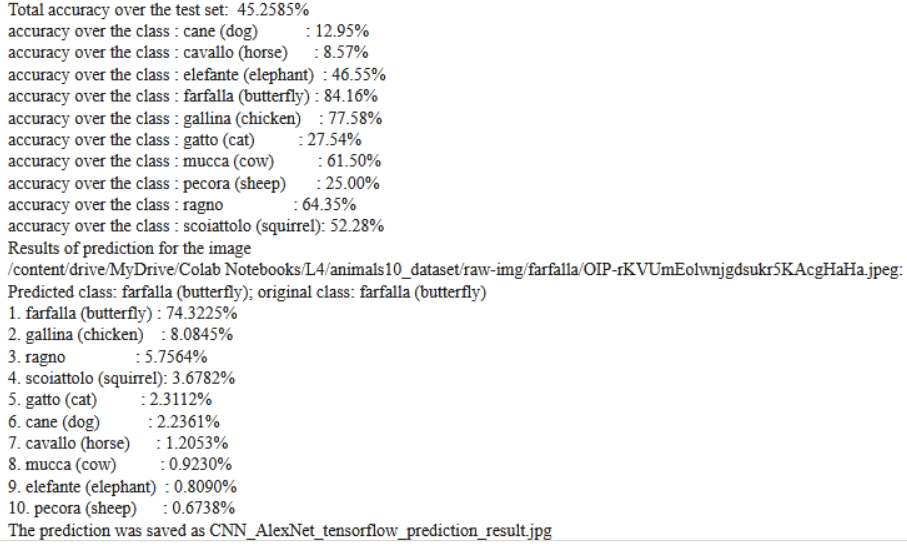 Total accuracy over the test set:  45.2585%
accuracy over the class : cane (dog)            : 12.95%
accuracy over the class : cavallo (horse)      : 8.57%
accuracy over the class : elefante (elephant)  : 46.55%
accuracy over the class : farfalla (butterfly) : 84.16%
accuracy over the class : gallina (chicken)    : 77.58%
accuracy over the class : gatto (cat)           : 27.54%
accuracy over the class : mucca (cow)           : 61.50%
accuracy over the class : pecora (sheep)       : 25.00%
accuracy over the class : ragno                 : 64.35%
accuracy over the class : scoiattolo (squirrel): 52.28%
Results of prediction for the image
/content/drive/MyDrive/Colab Notebooks/L4/animals10_dataset/raw-img/farfalla/OIP-rKVUmEolwnjgdsukr5KAcgHaHa.jpeg:
Predicted class: farfalla (butterfly); original class: farfalla (butterfly)
1. farfalla (butterfly) : 74.3225%
2. gallina (chicken)    : 8.0845%
3. ragno                : 5.7564%
4. scoiattolo (squirrel): 3.6782%
5. gatto (cat)          : 2.3112%
6. cane (dog)           : 2.2361%
7. cavallo (horse)      : 1.2053%
8. mucca (cow)          : 0.9230%
9. elefante (elephant)  : 0.8090%
10. pecora (sheep)      : 0.6738%
The prediction was saved as CNN_AlexNet_tensorflow_prediction_result.jpg